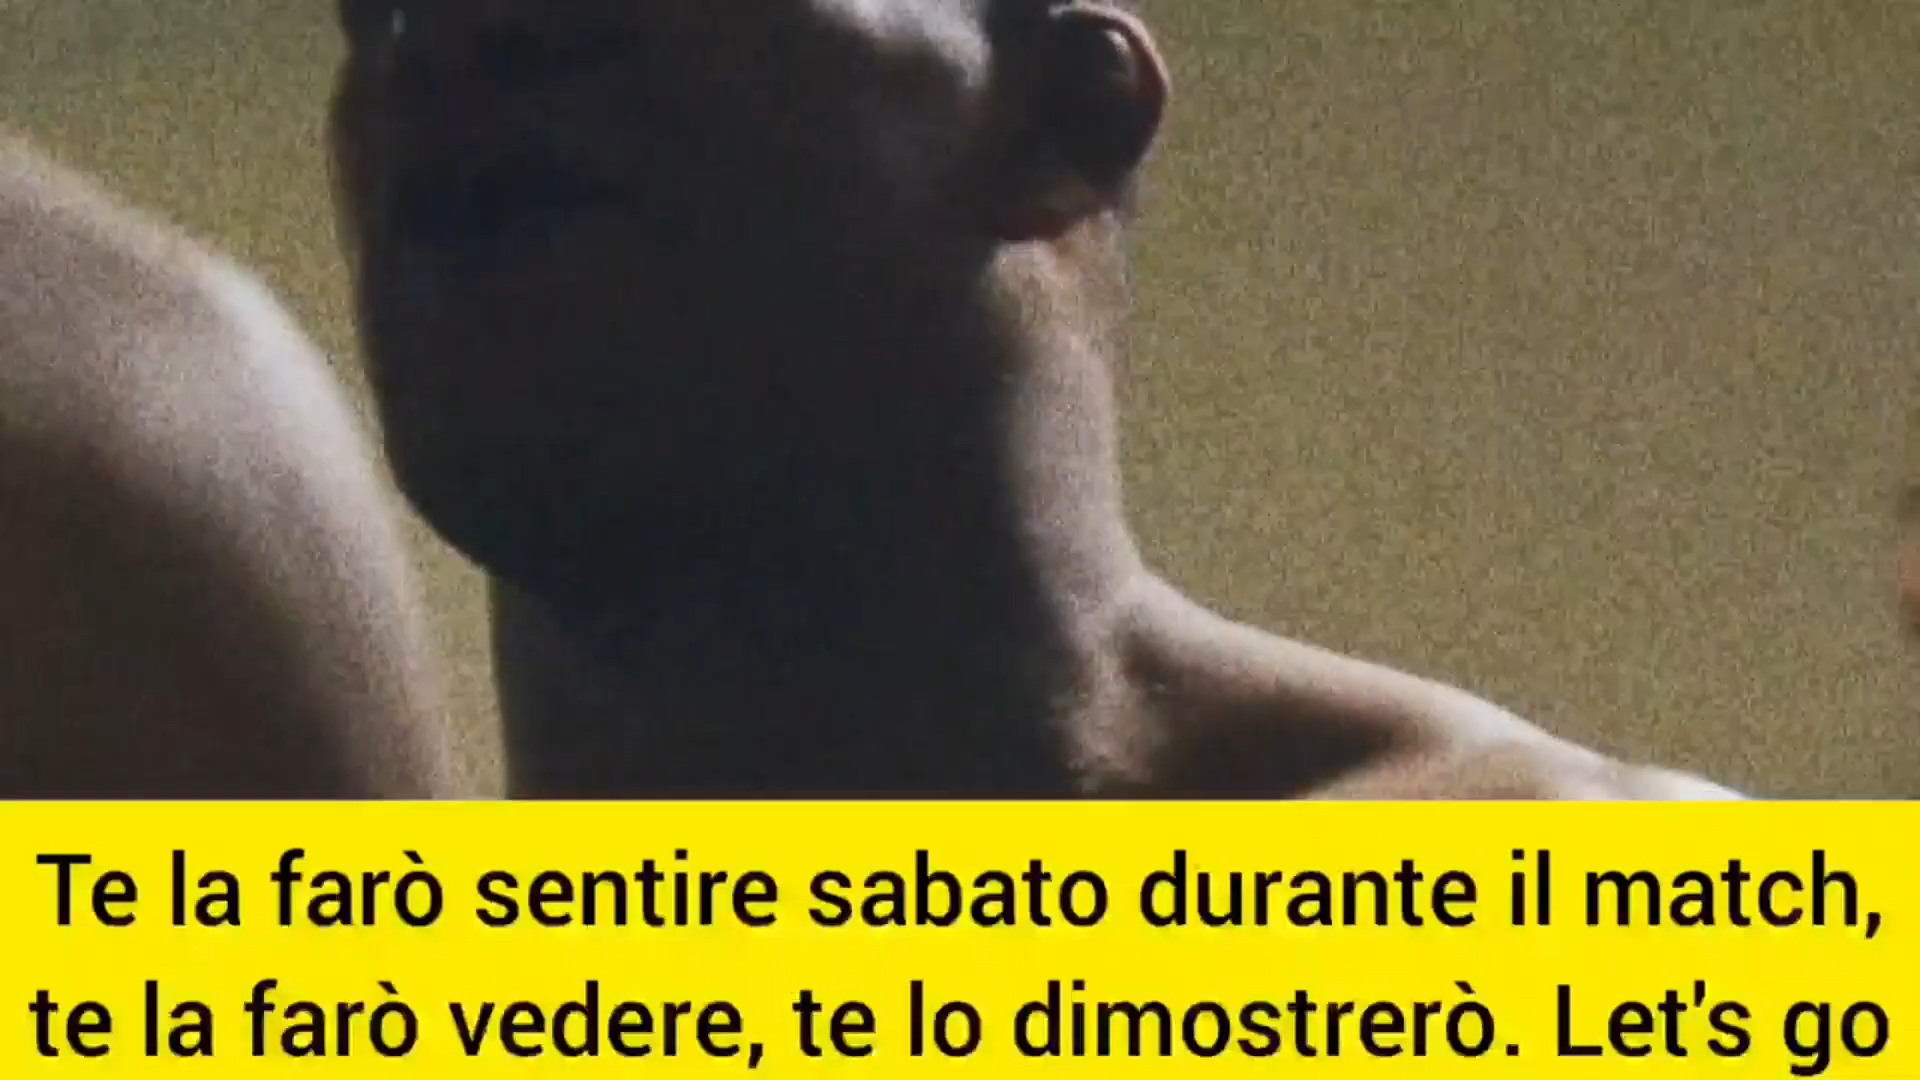 Te la farò sentire sabato durante il match,
te la farò vedere, te lo dimostrerò. Let's go